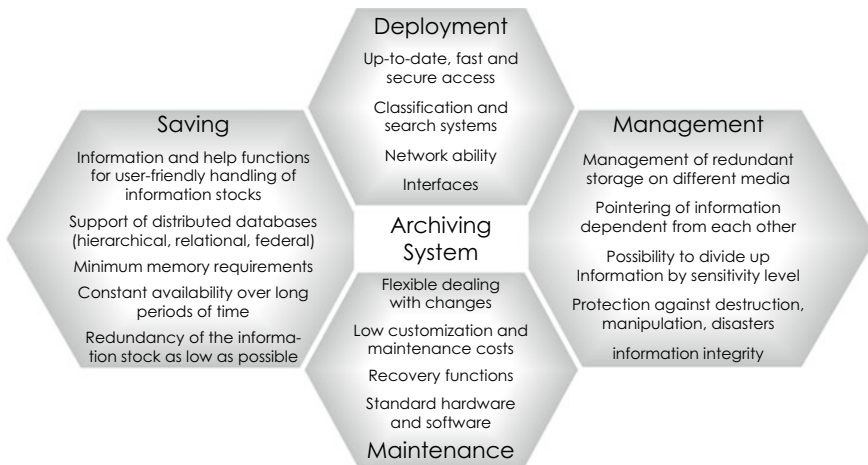 Deployment
Up-to-date, fast and
secure access
Classification and
search systems
Network ability
Interfaces
Saving
Information and help functions
for user-friendly handling of
information stocks
Support of distributed databases
(hierarchical, relational, federal)
Minimum memory requirements
Constant availability over long
periods of time
Redundancy of the informa-
tion stock as low as possible
Archiving
System
Management
Management of redundant
storage on different media
Pointering of information
dependent from each other
Possibility to divide up
Information by sensitivity level
Protection against destruction,
manipulation, disasters
information integrity
Flexible dealing
with changes
Low customization and
maintenance costs
Recovery functions
Standard hardware
and software
Maintenance